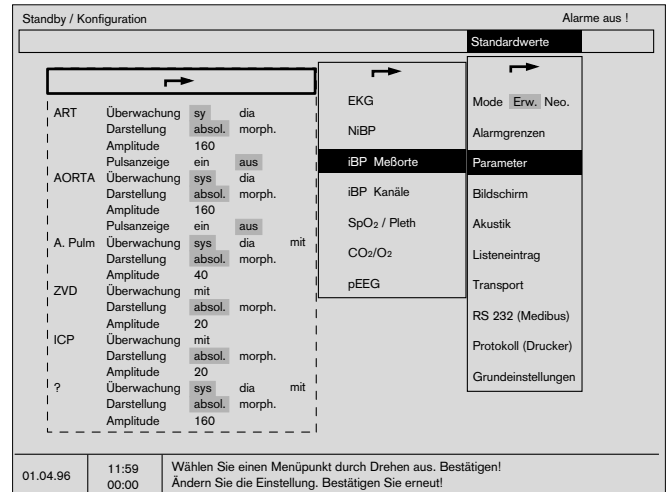 Standby / Konfiguration Alarme aus !
Standardwerte
ART Überwachung sy dia
Darstellung absol. morph.
Amplitude 160
Pulsanzeige ein aus
AORTA Überwachung sys dia
Darstellung absol. morph.
Amplitude 160
Pulsanzeige ein aus
A. Pulm Überwachung sys dia mit
Darstellung absol. morph.
Amplitude 40
ZVD Überwachung mit
Darstellung absol. morph.
Amplitude 20
ICP Überwachung mit
Darstellung absol. morph.
Amplitude 20
? Überwachung sys dia mit
Darstellung absol. morph.
Amplitude 160
EKG
NiBP
iBP Meßorte
iBP Kanäle
SpO2 / Pleth
CO2/O2
pEEG
Mode Erw. Neo.
Alarmgrenzen
Parameter
Bildschirm
Akustik
Listeneintrag
Transport
RS 232 (Medibus)
Protokoll (Drucker)
Grundeinstellungen
01.04.96
11:59
00:00
Wählen Sie einen Menüpunkt durch Drehen aus. Bestätigen!
Ändern Sie die Einstellung. Bestätigen Sie erneut!